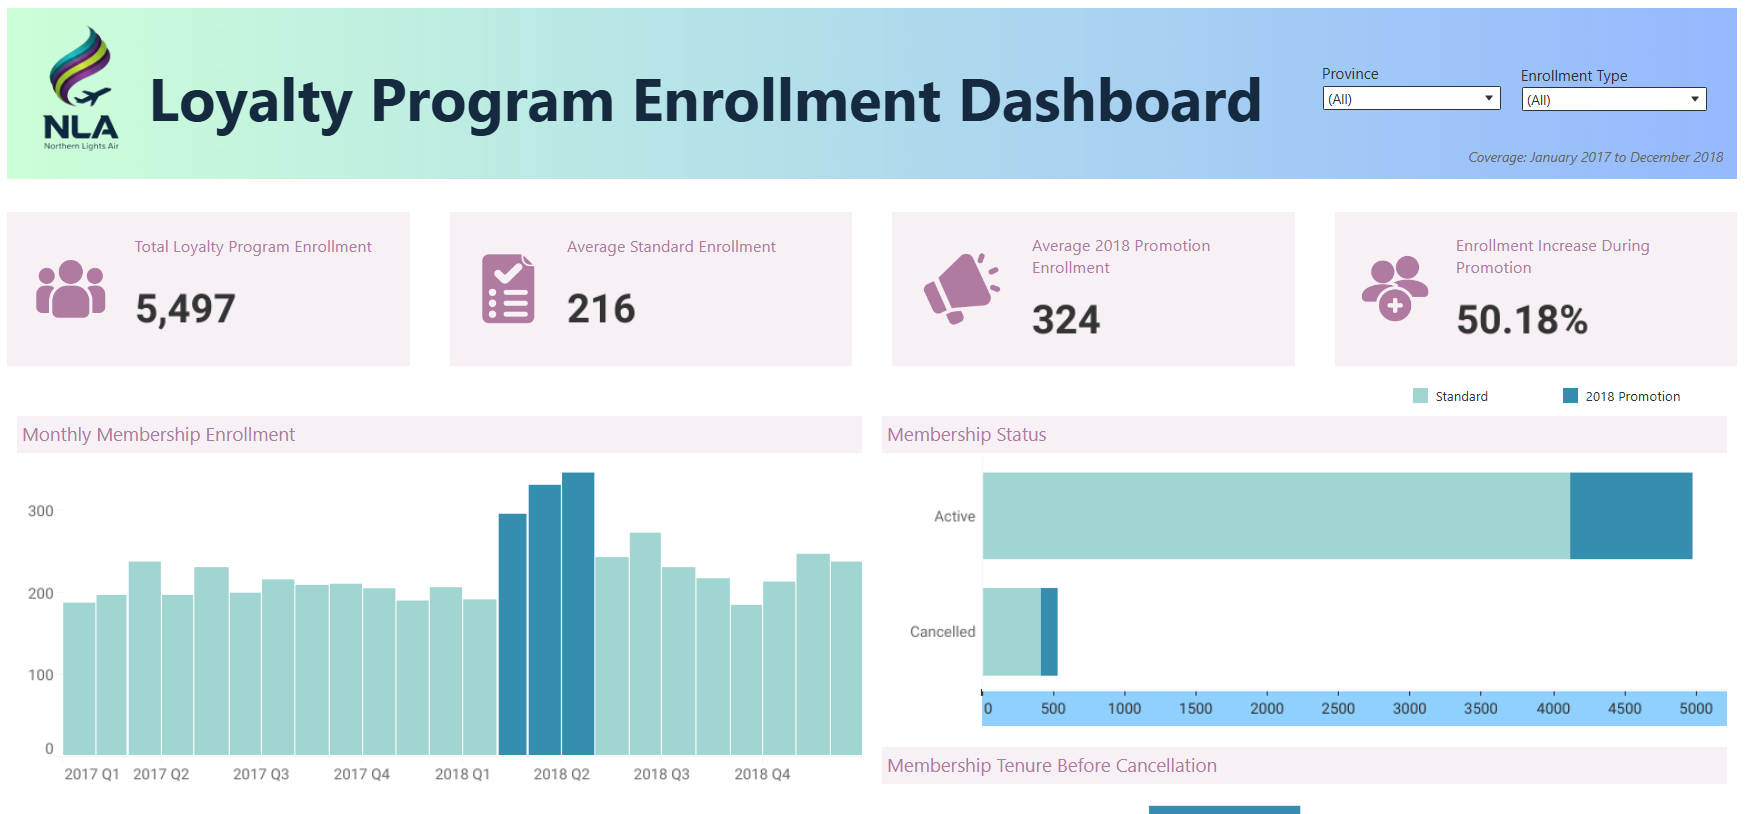 NLA
Northern Lights Air
Loyalty Program Enrollment Dashboard
Province
(All)
Enrollment Type
(All)
Coverage: January 2017 to December 2018
Total Loyalty Program Enrollment
5,497
Average Standard Enrollment
216
Average 2018 Promotion
Enrollment
324
Enrollment Increase During
Promotion
50.18%
Standard
2018 Promotion
Monthly Membership Enrollment
300
200
100
0
2017 Q1 2017 Q2 2017 Q3 2017 Q4 2018 Q1 2018 Q2 2018 Q3 2018 Q4
Membership Status
Active
Cancelled
0 500 1000 1500 2000 2500 3000 3500 4000 4500 5000
Membership Tenure Before Cancellation